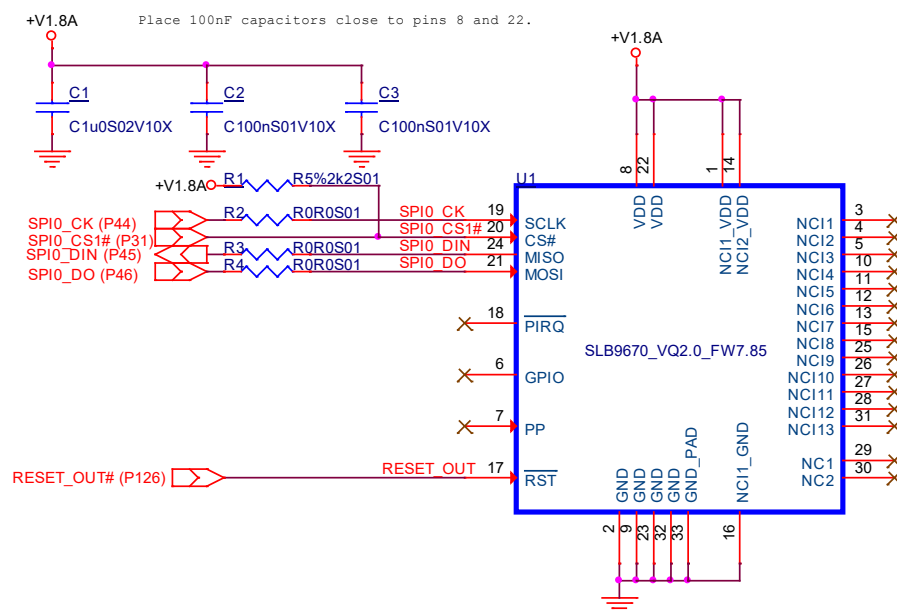 Place 100nF capacitors close to pins 8 and 22.
+V1.8A
+V1.8A
C1
C2
C3
C1u0S02V10X
C100nS01V10X
C100nS01V10X
+V1.8A
R1
R5%2k2S01
U1
8
22
1
14
VDD
VDD
NCI1_VDD
NCI2_VDD
SPI0_CK (P44)
R2
R0R0S01
SPI0_CK
19
SCLK
SPI0_CS1# (P31)
SPI0_CS1#
20
CS#
SPI0_DIN (P45)
R3
R0R0S01
SPI0_DIN
24
MISO
SPI0_DO (P46)
R4
R0R0S01
SPI0_DO
21
MOSI
18
PIRQ
6
GPIO
7
PP
RESET_OUT# (P126)
RESET_OUT
17
RST
SLB9670_VQ2.0_FW7.85
NCI1
3
NCI2
4
NCI3
5
NCI4
10
NCI5
11
NCI6
12
NCI7
13
NCI8
15
NCI9
25
NCI10
26
NCI11
27
NCI12
28
NCI13
31
NC1
29
NC2
30
GND
GND
GND
GND
GND_PAD
NCI1_GND
2
9
23
32
33
16